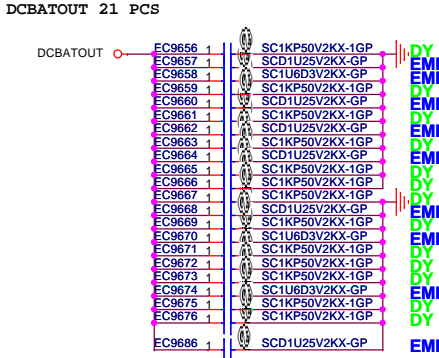 DCBATOUT 21 PCS
DCBATOUT
EC9656 1 SC1KP50V2KX-1GP DY
EC9657 1 SCD1U25V2KX-GP EMI
EC9658 1 SC1U6D3V2KX-GP EMI
EC9659 1 SC1KP50V2KX-1GP DY
EC9660 1 SCD1U25V2KX-GP EMI
EC9661 1 SC1KP50V2KX-1GP DY
EC9662 1 SCD1U25V2KX-GP EMI
EC9663 1 SC1KP50V2KX-1GP DY
EC9664 1 SCD1U25V2KX-GP EMI
EC9665 1 SC1KP50V2KX-1GP DY
EC9666 1 SC1KP50V2KX-1GP DY
EC9667 1 SC1KP50V2KX-1GP DY
EC9668 1 SCD1U25V2KX-GP EMI
EC9669 1 SC1KP50V2KX-1GP DY
EC9670 1 SC1U6D3V2KX-GP EMI
EC9671 1 SC1KP50V2KX-1GP DY
EC9672 1 SC1KP50V2KX-1GP DY
EC9673 1 SC1KP50V2KX-1GP DY
EC9674 1 SC1U6D3V2KX-GP EMI
EC9675 1 SC1KP50V2KX-1GP DY
EC9676 1 SC1KP50V2KX-1GP DY
EC9686 1 SCD1U25V2KX-GP EMI